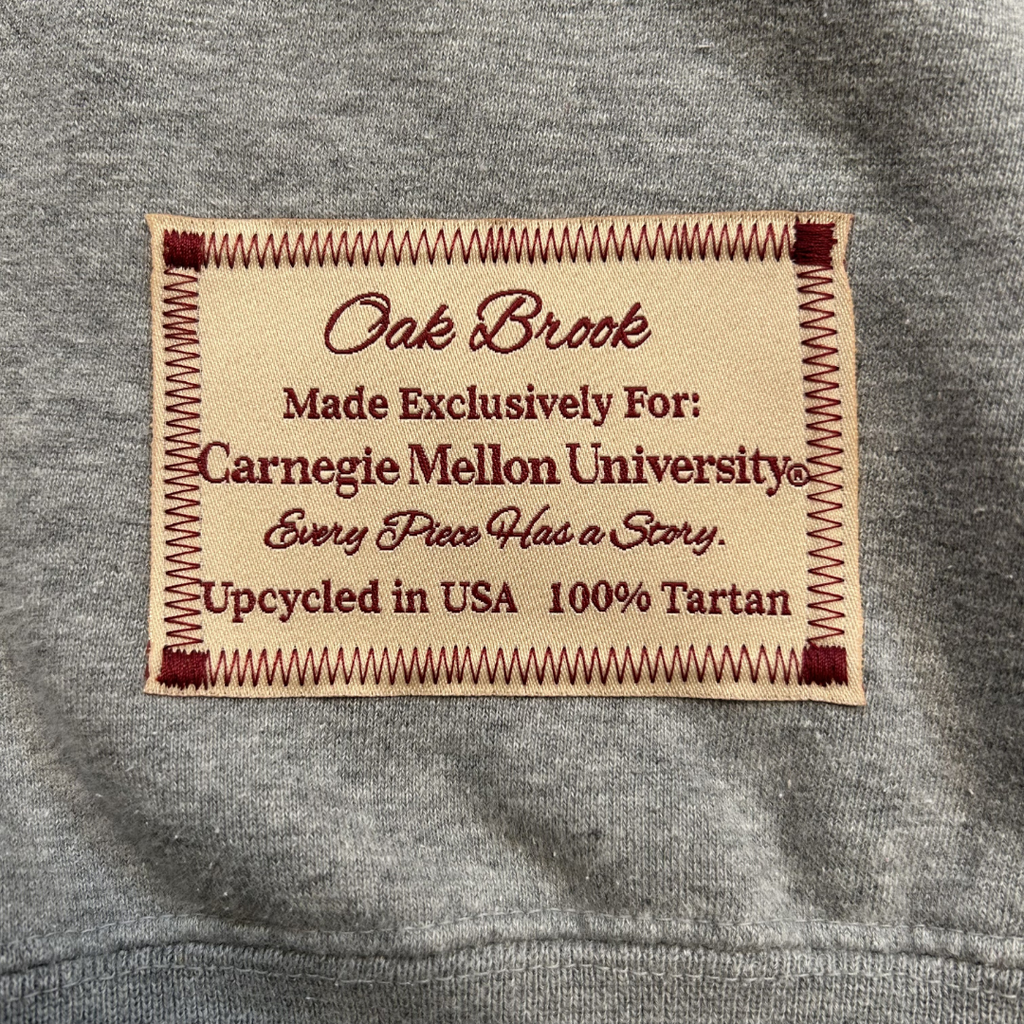 Oak Brook
Made Exclusively For:
Carnegie Mellon University®
Every Piece Has a Story.
Upcycled in USA 100% Tartan